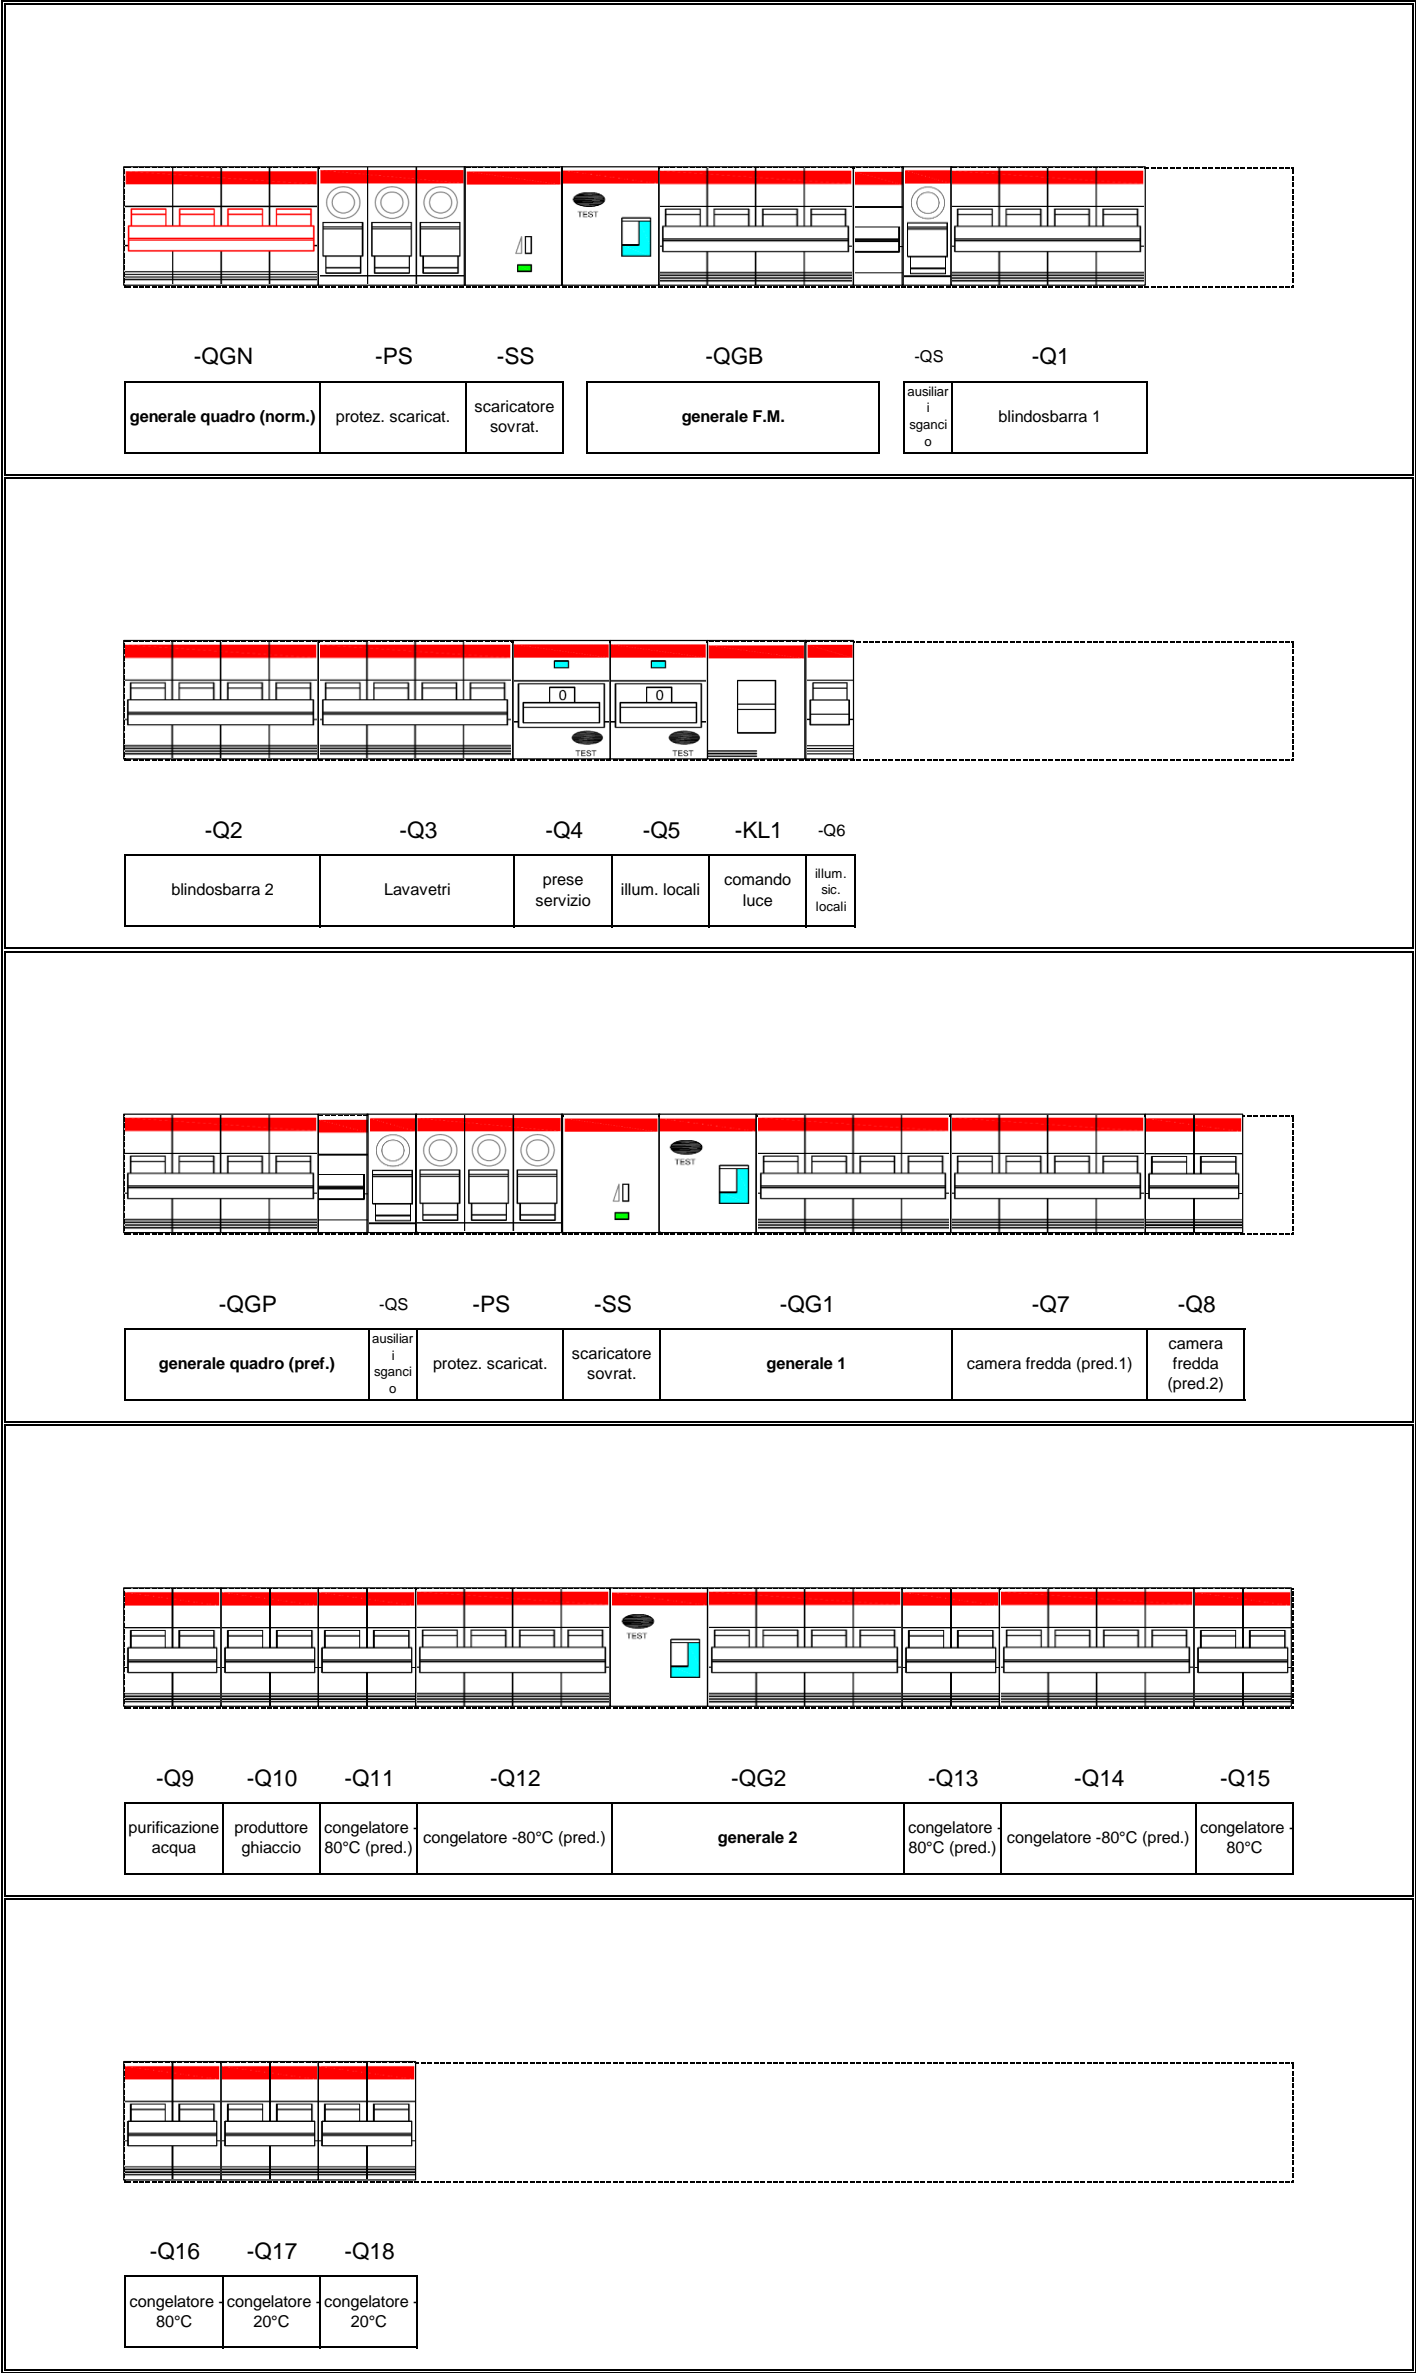 TEST
-QGN -PS -SS -QGB -QS -Q1
generale quadro (norm.)
protez. scaricat.
scaricatore
sovrat.
generale F.M.
ausiliar
i
sganci
o
blindosbarra 1
0 0
TEST TEST
-Q2 -Q3 -Q4 -Q5 -KL1 -Q6
blindosbarra 2
Lavavetri
prese
servizio
illum. locali
comando
luce
illum.
sic.
locali
TEST
-QGP -QS -PS -SS -QG1 -Q7 -Q8
generale quadro (pref.)
ausiliar
i
sganci
o
protez. scaricat.
scaricatore
sovrat.
generale 1
camera fredda (pred.1)
camera
fredda
(pred.2)
TEST
-Q9 -Q10 -Q11 -Q12 -QG2 -Q13 -Q14 -Q15
purificazione
acqua
produttore
ghiaccio
congelatore -
80°C (pred.)
congelatore -80°C (pred.)
generale 2
congelatore -
80°C (pred.)
congelatore -80°C (pred.)
congelatore -
80°C
-Q16 -Q17 -Q18
congelatore -
80°C
congelatore -
20°C
congelatore -
20°C